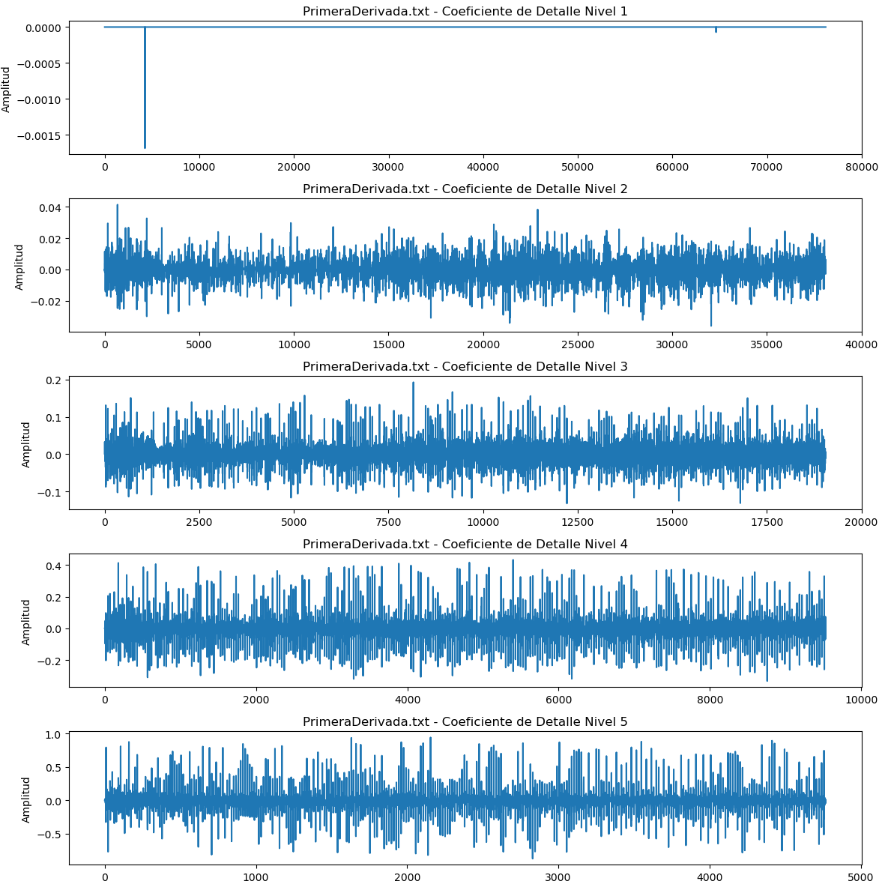 PrimeraDerivada.txt - Coeficiente de Detalle Nivel 1
Amplitud
0.0000
−0.0005
−0.0010
−0.0015
0 10000 20000 30000 40000 50000 60000 70000 80000
PrimeraDerivada.txt - Coeficiente de Detalle Nivel 2
Amplitud
0.04
0.02
0.00
−0.02
0 5000 10000 15000 20000 25000 30000 35000 40000
PrimeraDerivada.txt - Coeficiente de Detalle Nivel 3
Amplitud
0.2
0.1
0.0
−0.1
0 2500 5000 7500 10000 12500 15000 17500 20000
PrimeraDerivada.txt - Coeficiente de Detalle Nivel 4
Amplitud
0.4
0.2
0.0
−0.2
0 2000 4000 6000 8000 10000
PrimeraDerivada.txt - Coeficiente de Detalle Nivel 5
Amplitud
1.0
0.5
0.0
−0.5
0 1000 2000 3000 4000 5000